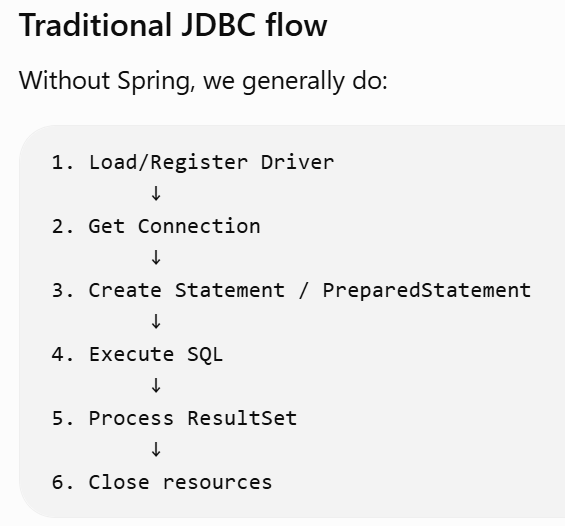 Traditional JDBC flow
Without Spring, we generally do:
1. Load/Register Driver
↓
2. Get Connection
↓
3. Create Statement / PreparedStatement
↓
4. Execute SQL
↓
5. Process ResultSet
↓
6. Close resources